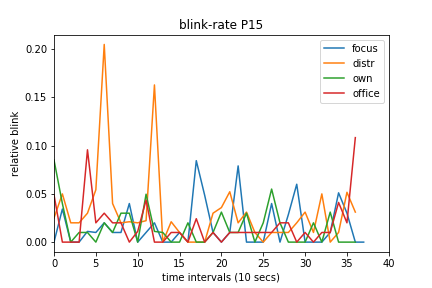 blink-rate P15
focus
distr
own
office
relative blink
0.20
0.15
0.10
0.05
0.00
0 5 10 15 20 25 30 35 40
time intervals (10 secs)